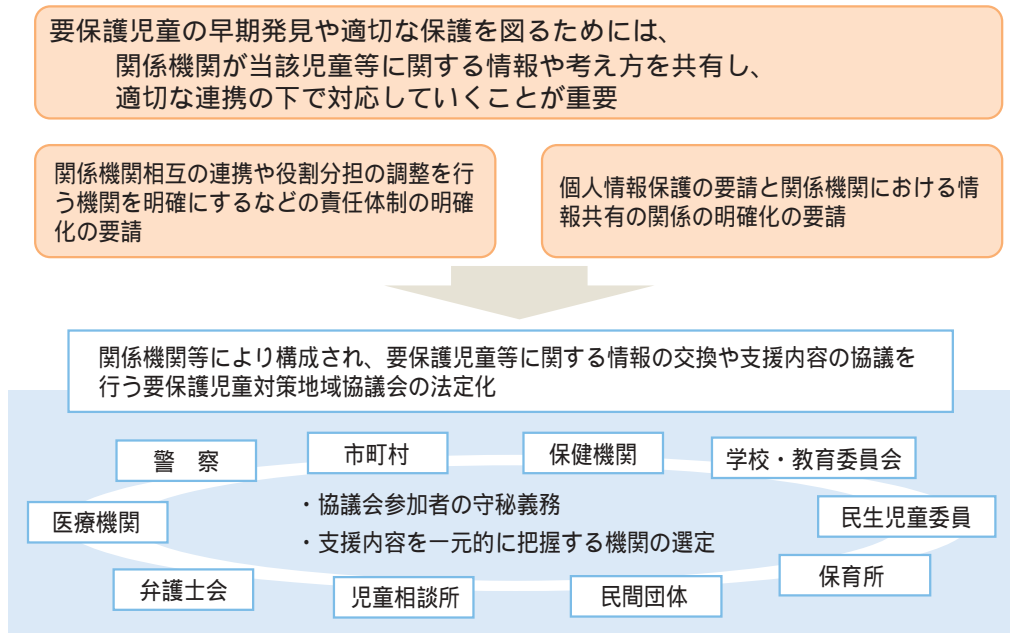 要保護児童の早期発見や適切な保護を図るためには、
関係機関が当該児童等に関する情報や考え方を共有し、
適切な連携の下で対応していくことが重要
関係機関相互の連携や役割分担の調整を行
う機関を明確にするなどの責任体制の明確
化の要請
個人情報保護の要請と関係機関における情
報共有の関係の明確化の要請
関係機関等により構成され、要保護児童等に関する情報の交換や支援内容の協議を
行う要保護児童対策地域協議会の法定化
警　察
市町村
保健機関
学校・教育委員会
医療機関
・協議会参加者の守秘義務
・支援内容を一元的に把握する機関の選定
民生児童委員
弁護士会
児童相談所
民間団体
保育所